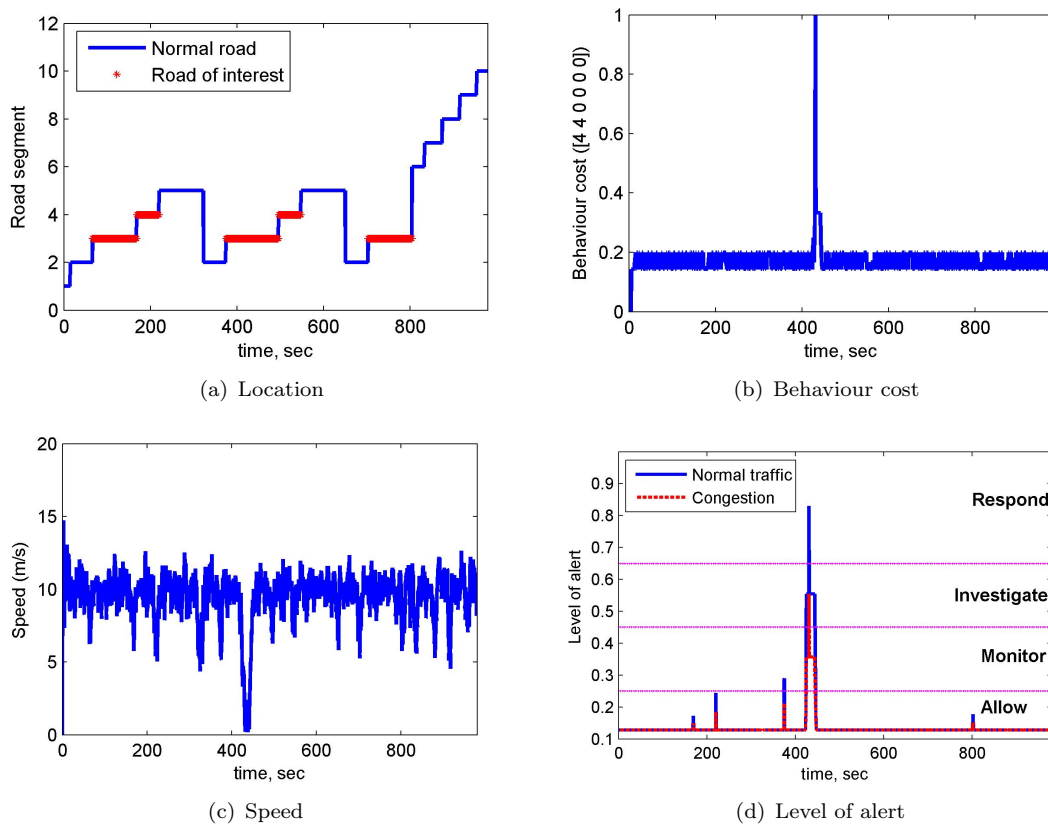 12
10
8
6
4
2
0
Road segment
Normal road
Road of interest
0 200 400 600 800
time, sec
(a) Location
1
0.8
0.6
0.4
0.2
0
Behaviour cost ([4 4 0 0 0 0])
0 200 400 600 800
time, sec
(b) Behaviour cost
20
15
10
5
0
Speed (m/s)
0 200 400 600 800
time, sec
(c) Speed
0.9
0.8
0.7
0.6
0.5
0.4
0.3
0.2
0.1
Level of alert
Normal traffic
Congestion
Respond
Investigate
Monitor
Allow
0 200 400 600 800
time, sec
(d) Level of alert